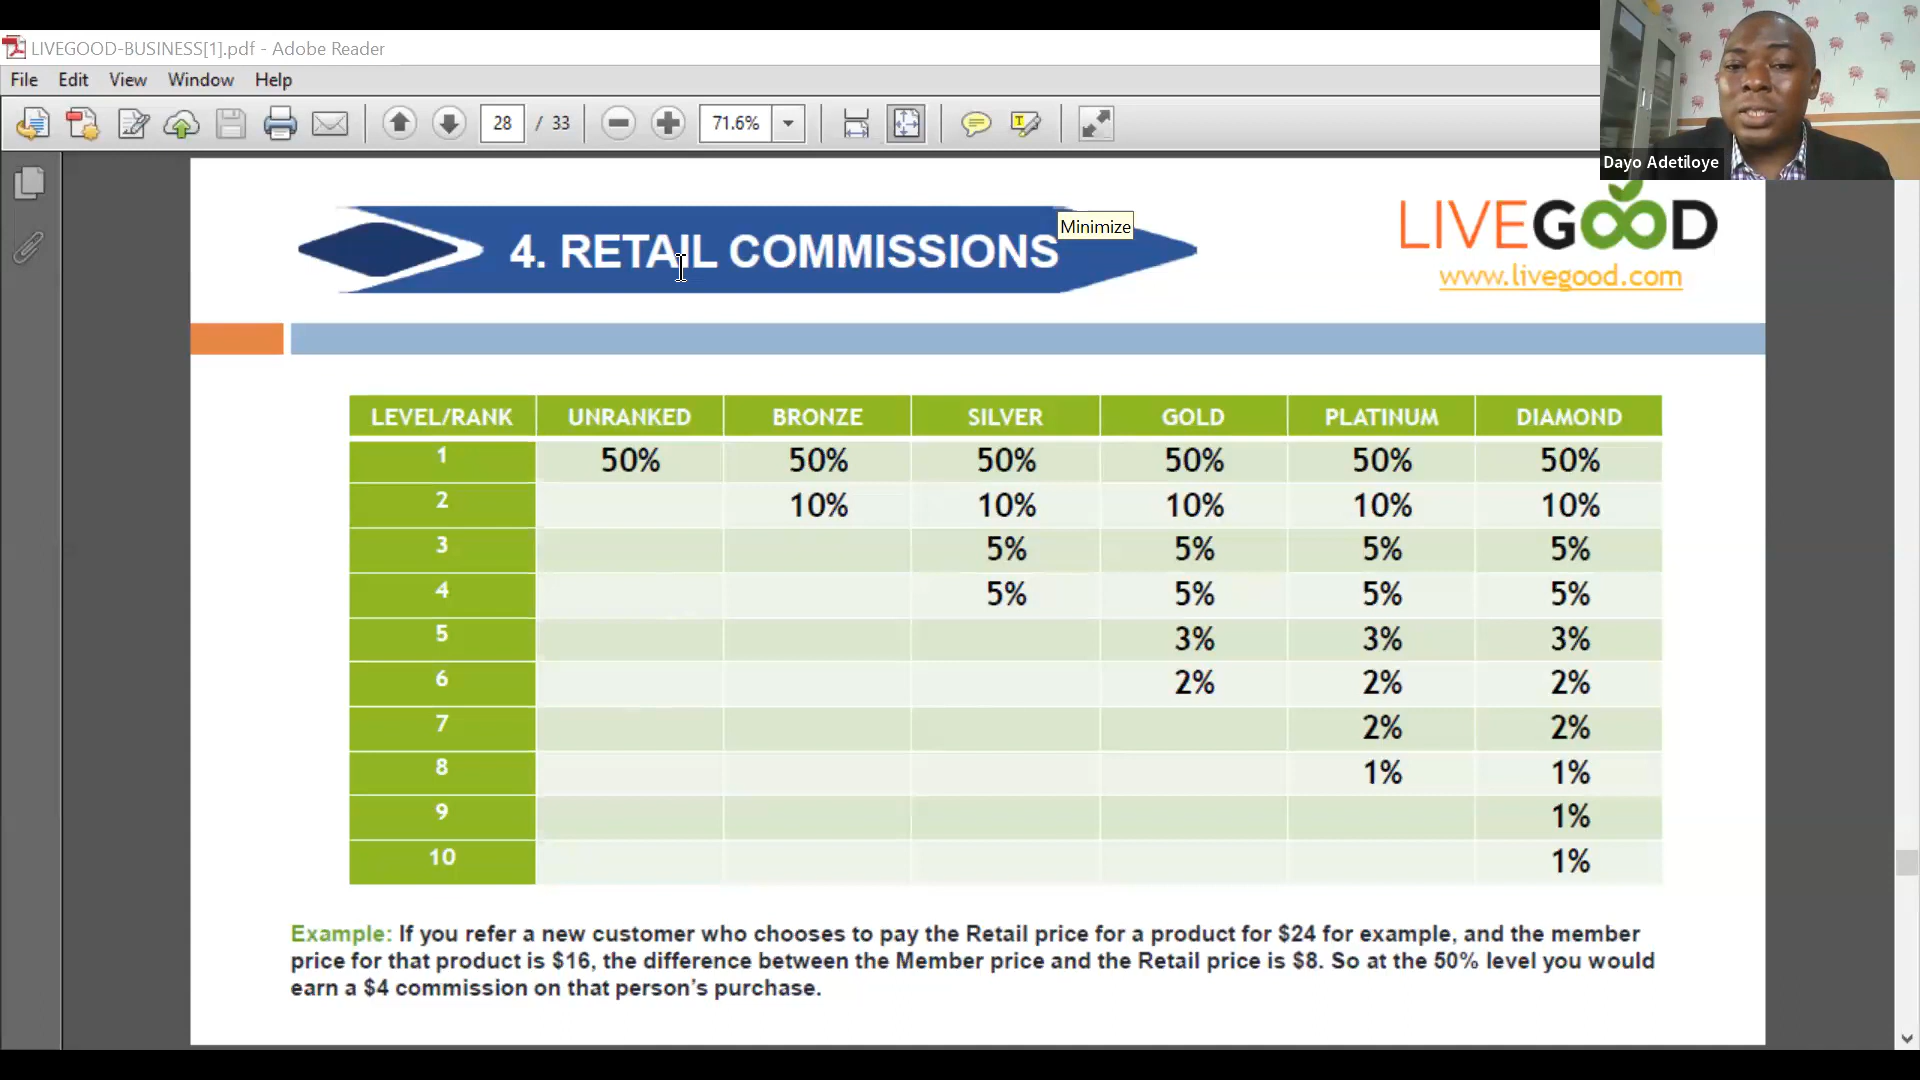 LIVEGOOD-BUSINESS[1].pdf - Adobe Reader
File Edit View Window Help
28 / 33 71.6%
Dayo Adetiloye
4. RETAIL COMMISSIONS
Minimize
LIVEGOOD
www.livegood.com
LEVEL/RANK UNRANKED BRONZE SILVER GOLD PLATINUM DIAMOND
1 50% 50% 50% 50% 50% 50%
2 10% 10% 10% 10% 10%
3 5% 5% 5% 5%
4 5% 5% 5% 5%
5 3% 3% 3%
6 2% 2% 2%
7 2% 2%
8 1% 1%
9 1%
10 1%
Example: If you refer a new customer who chooses to pay the Retail price for a product for $24 for example, and the member
price for that product is $16, the difference between the Member price and the Retail price is $8. So at the 50% level you would
earn a $4 commission on that person's purchase.